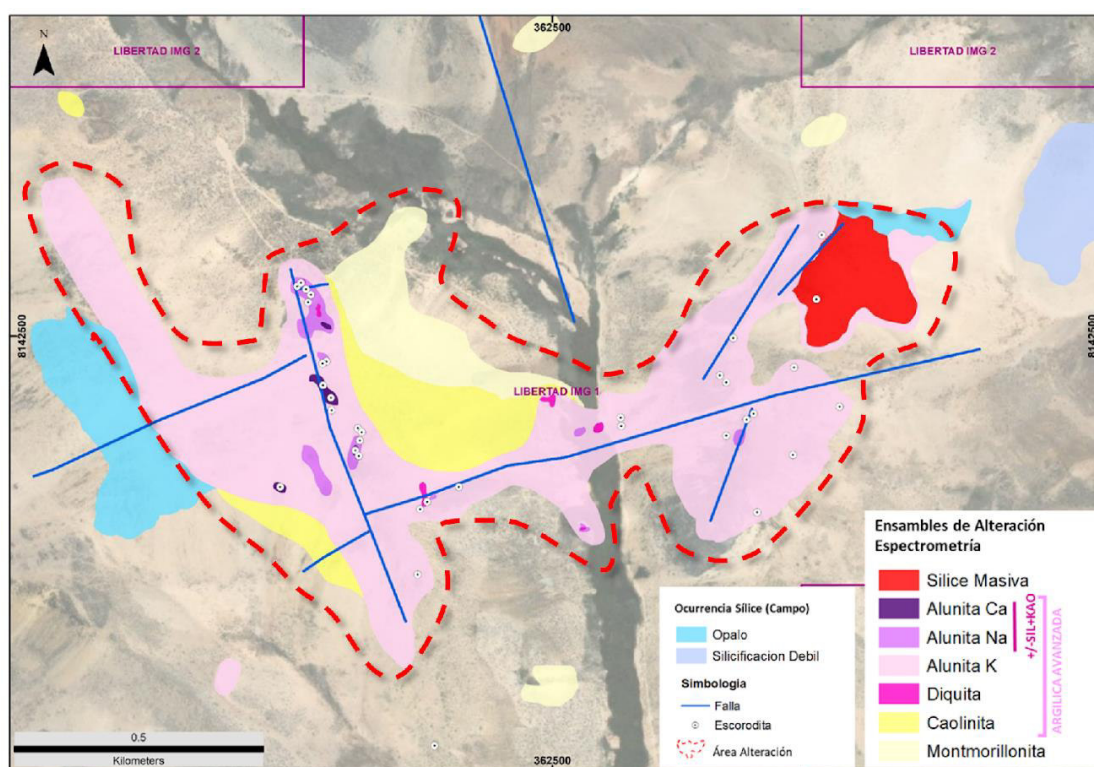 362500
N
LIBERTAD IMG 2
LIBERTAD IMG 2
8142500
8142500
LIBERTAD IMG 1
Ensambles de Alteración
Espectrometría
Silice Masiva
Alunita Ca
Alunita Na
Alunita K
Diquita
Caolinita
Montmorillonita
+/-SIL+KAO
ARGILICA AVANZADA
Ocurrencia Sílice (Campo)
Opalo
Silicificacion Debil
Simbologia
Falla
Escorodita
Área Alteración
0.5
Kilometers
362500